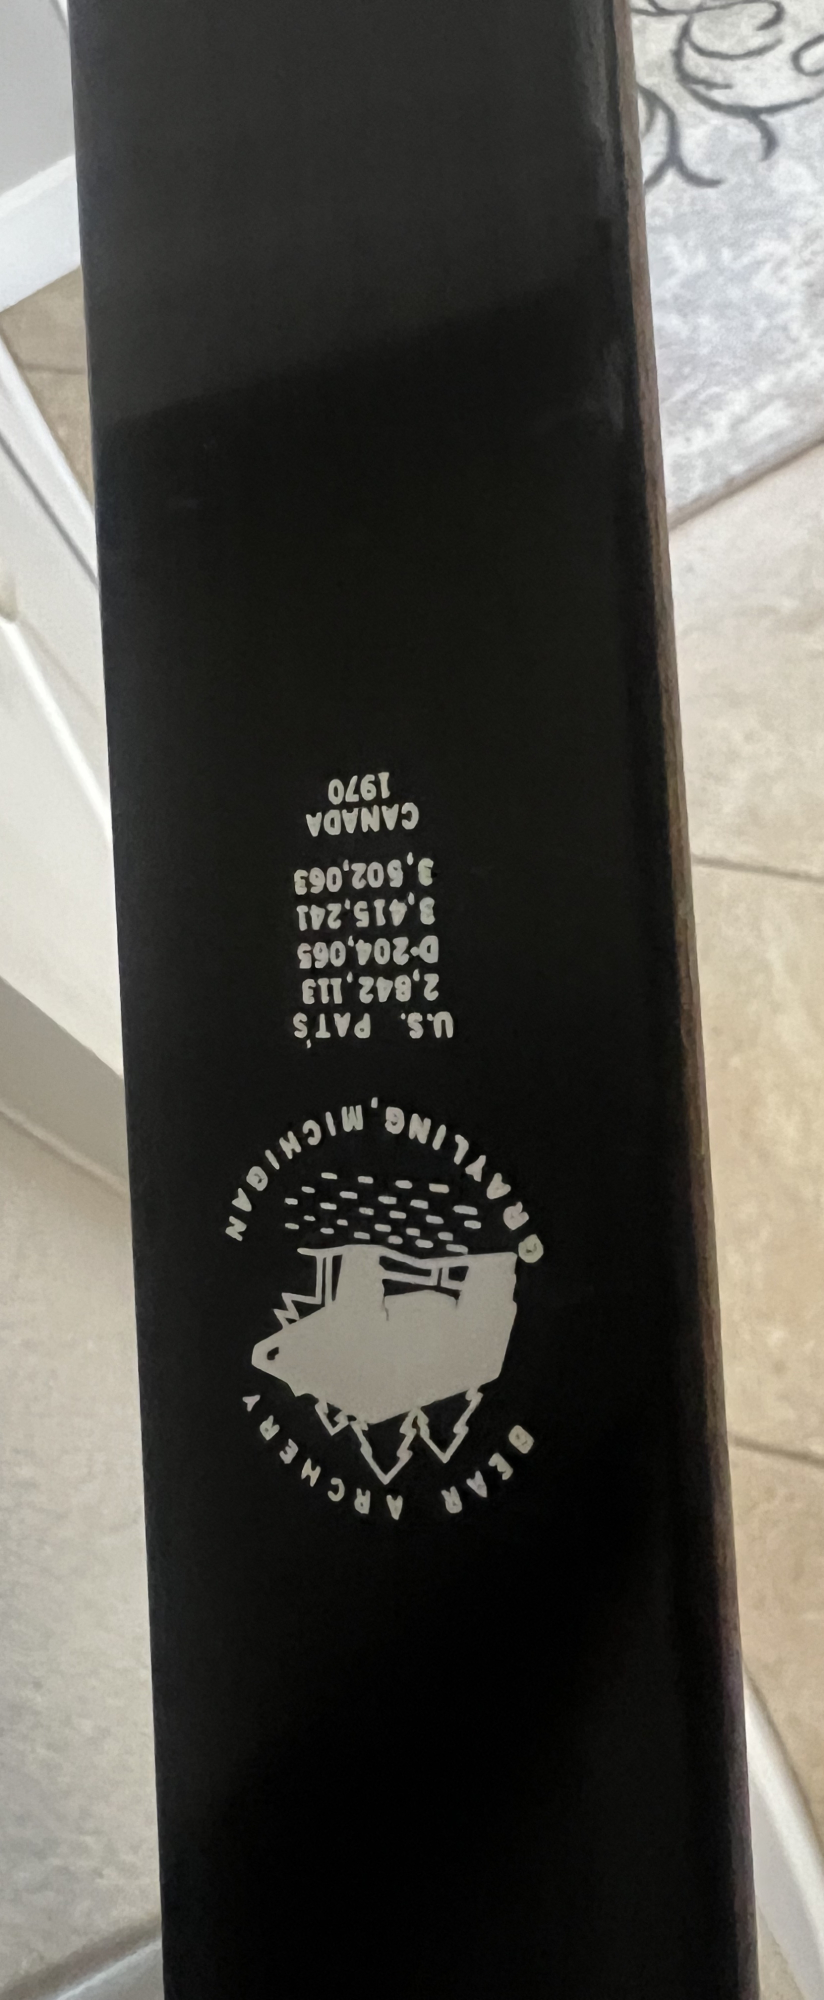 BEAR ARCHERY
GRAYLING, MICHIGAN
U.S. PAT'S
2,842,113
D-204,065
3,415,241
3,502,063
CANADA
1970